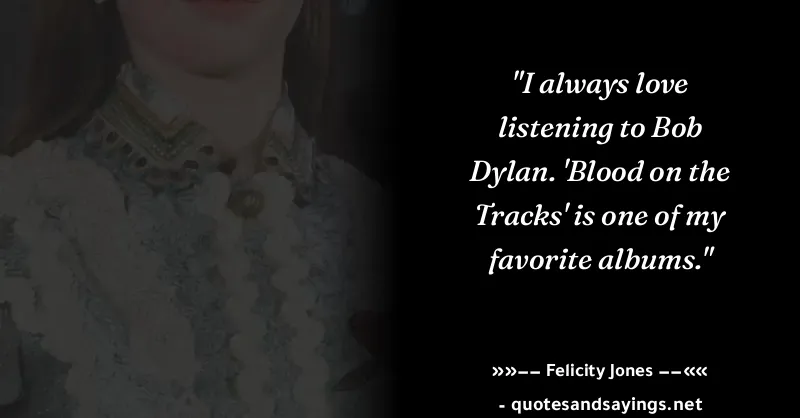 "I always love
listening to Bob
Dylan. 'Blood on the
Tracks' is one of my
favorite albums."
»»−− Felicity Jones −−««
- quotesandsayings.net